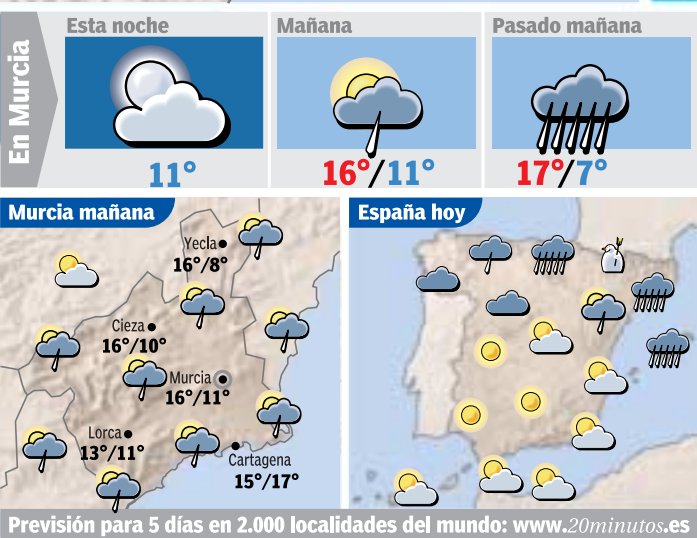 En Murcia
Esta noche
11°
Mañana
16°/11°
Pasado mañana
17°/7°
Murcia mañana
Yecla
16°/8°
Cieza
16°/10°
Murcia
16°/11°
Lorca
13°/11°
Cartagena
15°/17°
España hoy
Previsión para 5 días en 2.000 localidades del mundo: www.20minutos.es